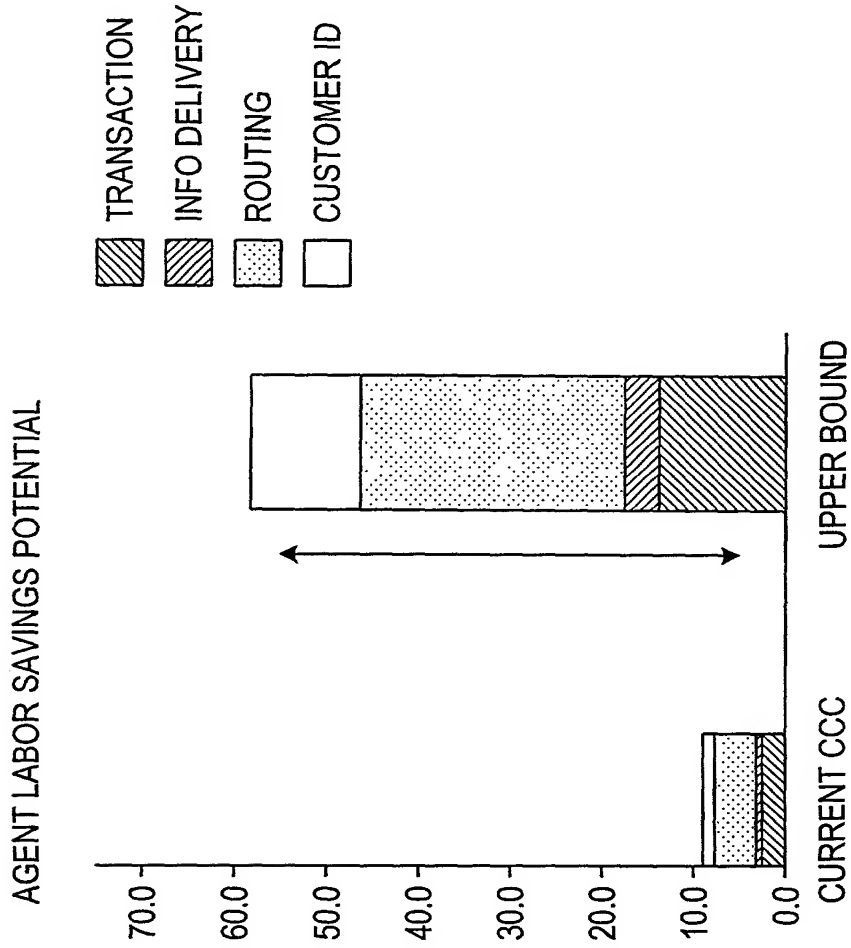 AGENT LABOR SAVINGS POTENTIAL
TRANSACTION
INFO DELIVERY
ROUTING
CUSTOMER ID
70.0
60.0
50.0
40.0
30.0
20.0
10.0
0.0
CURRENT CCC
UPPER BOUND